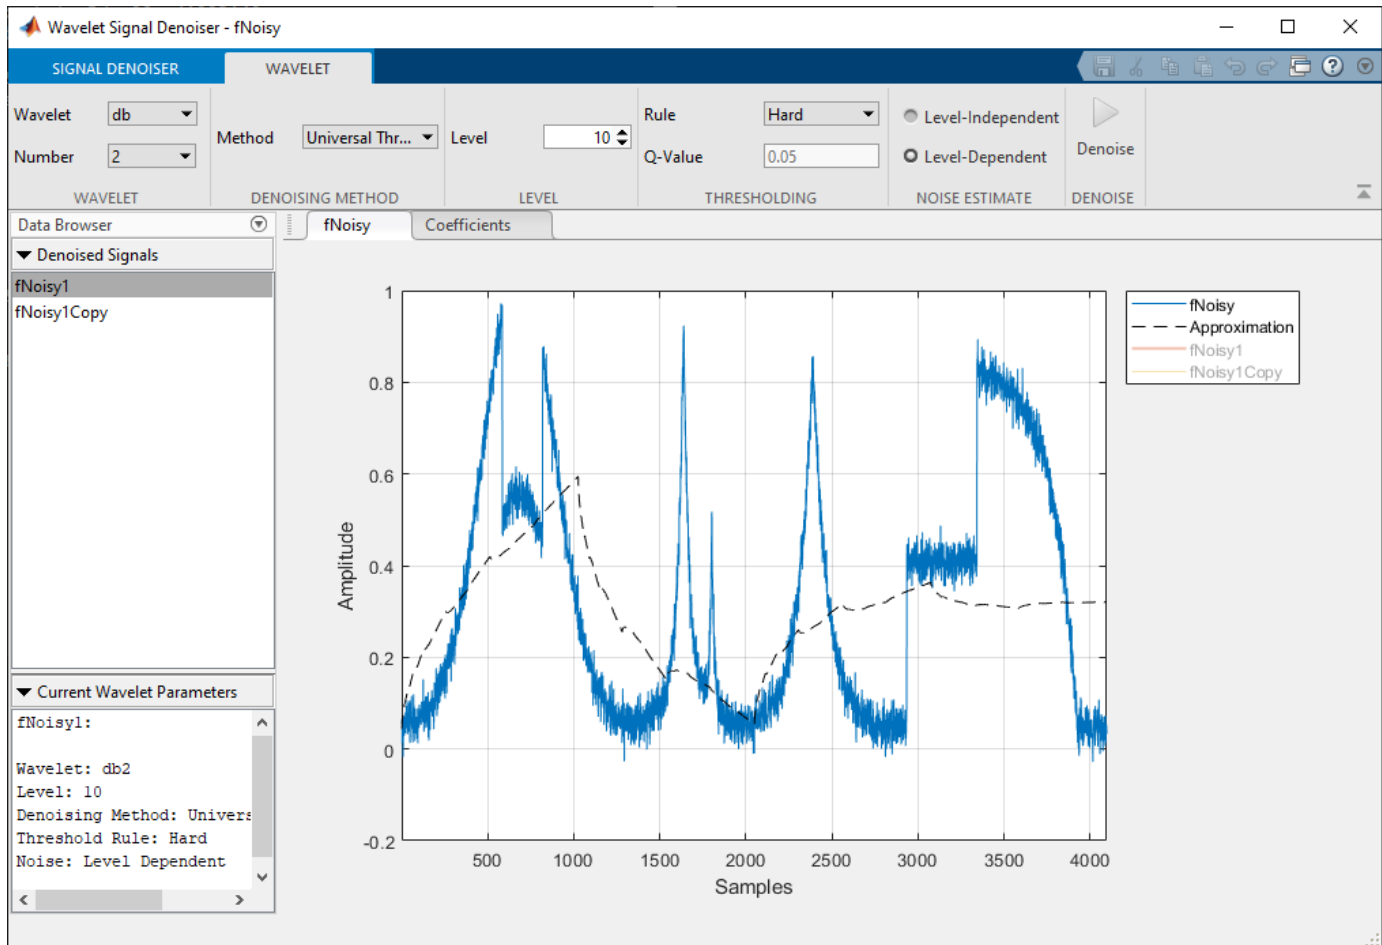 Wavelet Signal Denoiser - fNoisy
SIGNAL DENOISER
WAVELET
Wavelet
db
Number
2
WAVELET
Method
Universal Thr...
DENOISING METHOD
Level
10
LEVEL
Rule
Hard
Q-Value
0.05
THRESHOLDING
Level-Independent
Level-Dependent
NOISE ESTIMATE
Denoise
DENOISE
Data Browser
Denoised Signals
fNoisy1
fNoisy1Copy
Current Wavelet Parameters
fNoisy1:
Wavelet: db2
Level: 10
Denoising Method: Univers
Threshold Rule: Hard
Noise: Level Dependent
fNoisy
Coefficients
1
0.8
0.6
0.4
0.2
0
-0.2
Amplitude
500 1000 1500 2000 2500 3000 3500 4000
Samples
fNoisy
Approximation
fNoisy1
fNoisy1Copy